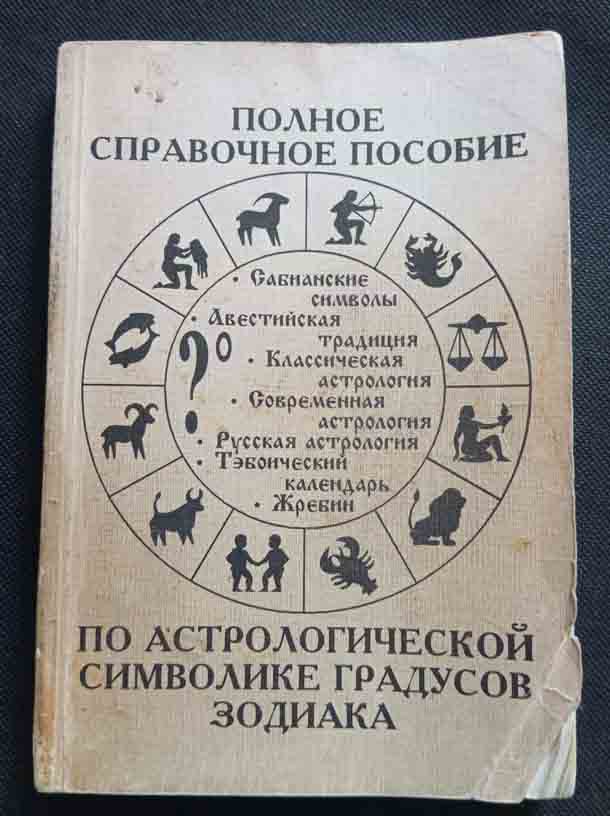 ПОЛНОЕ
СПРАВОЧНОЕ ПОСОБИЕ
• Сабианские
символы
• Авестийская
традиция
• Классическая
астрология
• Современная
астрология
• Русская астрология
• Тэбоический
календарь
• Жребии
?°
ПО АСТРОЛОГИЧЕСКОЙ
СИМВОЛИКЕ ГРАДУСОВ
ЗОДИАКА